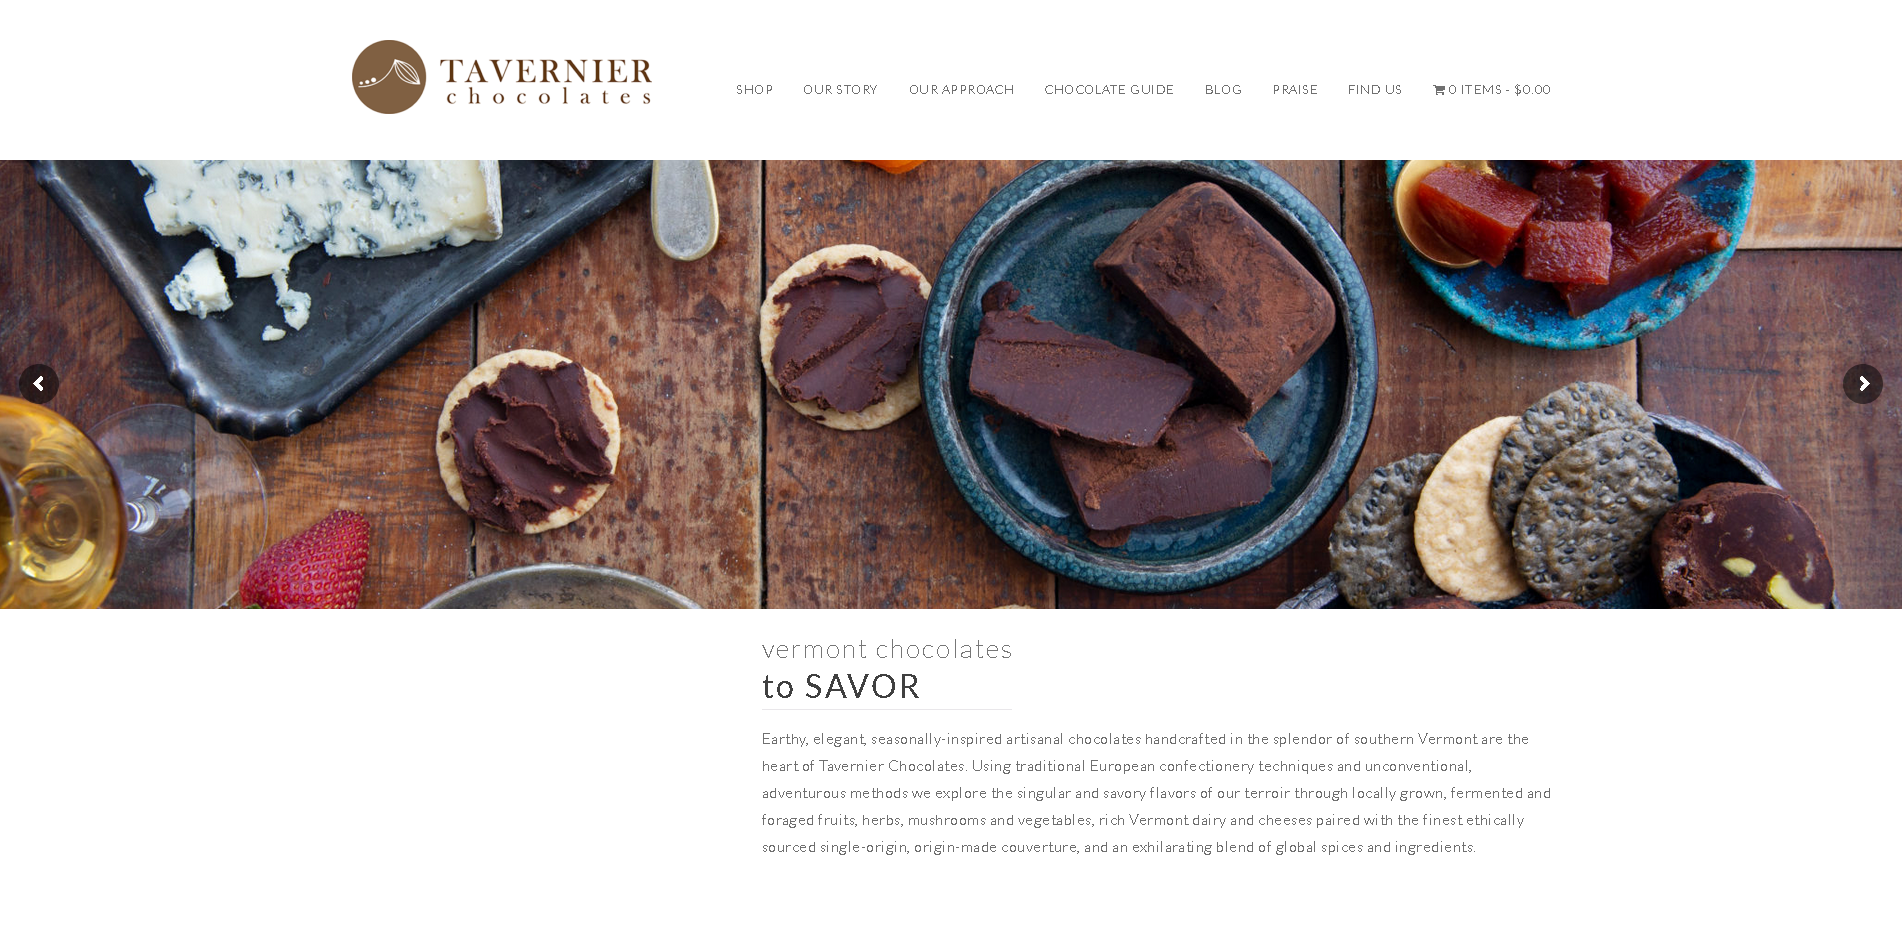 TAVERNIER
chocolates
SHOP OUR STORY OUR APPROACH CHOCOLATE GUIDE BLOG PRAISE FIND US 0 ITEMS - $0.00
vermont chocolates
to SAVOR
Earthy, elegant, seasonally-inspired artisanal chocolates handcrafted in the splendor of southern Vermont are the
heart of Tavernier Chocolates. Using traditional European confectionery techniques and unconventional,
adventurous methods we explore the singular and savory flavors of our terroir through locally grown, fermented and
foraged fruits, herbs, mushrooms and vegetables, rich Vermont dairy and cheeses paired with the finest ethically
sourced single-origin, origin-made couverture, and an exhilarating blend of global spices and ingredients.